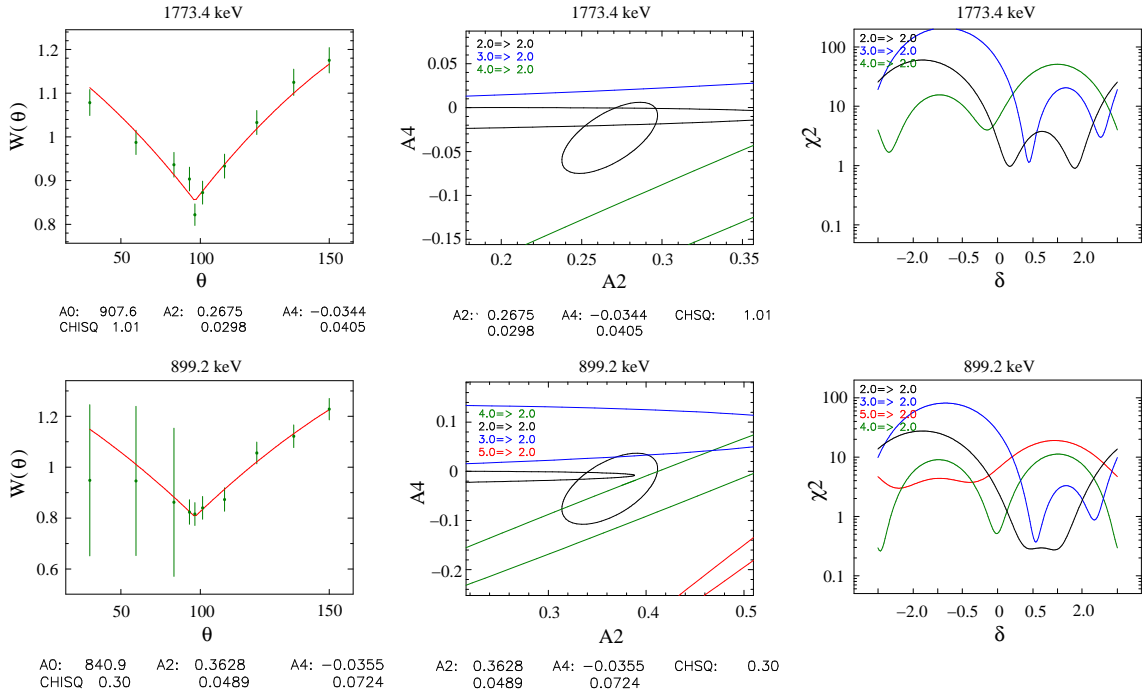 1773.4 keV
W(θ)
1.2
1.1
1
0.9
0.8
50
100
150
θ
A0: 907.6 A2: 0.2675 A4: −0.0344
CHISQ 1.01 0.0298 0.0405
1773.4 keV
2.0=> 2.0
3.0=> 2.0
4.0=> 2.0
A4
0.05
0
−0.05
−0.1
−0.15
0.2
0.25
0.3
0.35
A2
A2: 0.2675 A4: −0.0344 CHSQ: 1.01
0.0298 0.0405
1773.4 keV
2.0=> 2.0
3.0=> 2.0
4.0=> 2.0
χ2
100
10
1
0.1
−2.0
−0.5
0
0.5
2.0
δ
899.2 keV
W(θ)
1.4
1.2
1.0
0.8
0.6
50
100
150
θ
A0: 840.9 A2: 0.3628 A4: −0.0355
CHISQ 0.30 0.0489 0.0724
899.2 keV
4.0=> 2.0
2.0=> 2.0
3.0=> 2.0
5.0=> 2.0
A4
0.1
0
−0.1
−0.2
0.3
0.4
0.5
A2
A2: 0.3628 A4: −0.0355 CHSQ: 0.30
0.0489 0.0724
899.2 keV
2.0=> 2.0
3.0=> 2.0
5.0=> 2.0
4.0=> 2.0
χ2
100
10
1
0.1
−2.0
−0.5
0
0.5
2.0
δ